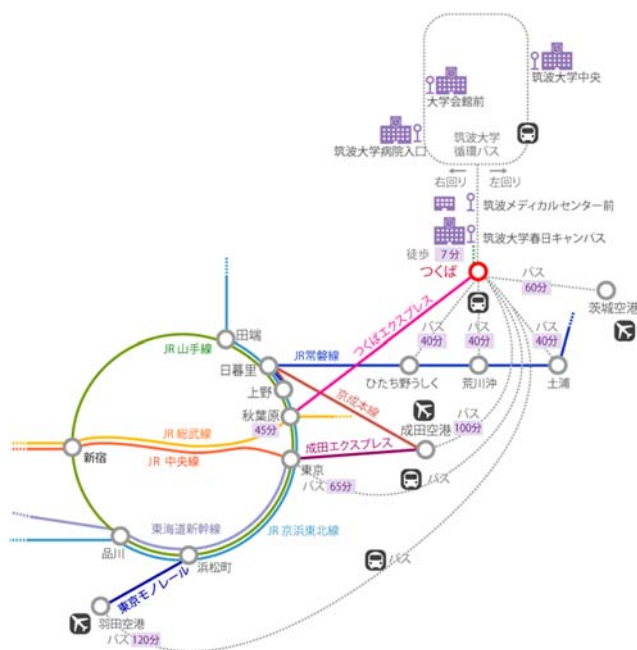 筑波大学中央
大学会館前
筑波大学病院入口
筑波大学
循環バス
右回り
左回り
筑波メディカルセンター前
筑波大学春日キャンパス
徒歩 7分
つくば
バス
60分
茨城空港
つくばエクスプレス
バス
40分
バス
40分
バス
40分
田端
JR山手線
日暮里
JR常磐線
ひたち野うしく
荒川沖
土浦
上野
京成本線
秋葉原
45分
JR 総武線
バス
100分
成田空港
成田エクスプレス
新宿
JR 中央線
東京
バス 65分
バス
東海道新幹線
JR京浜東北線
品川
浜松町
バス
東京モノレール
羽田空港
バス 120分